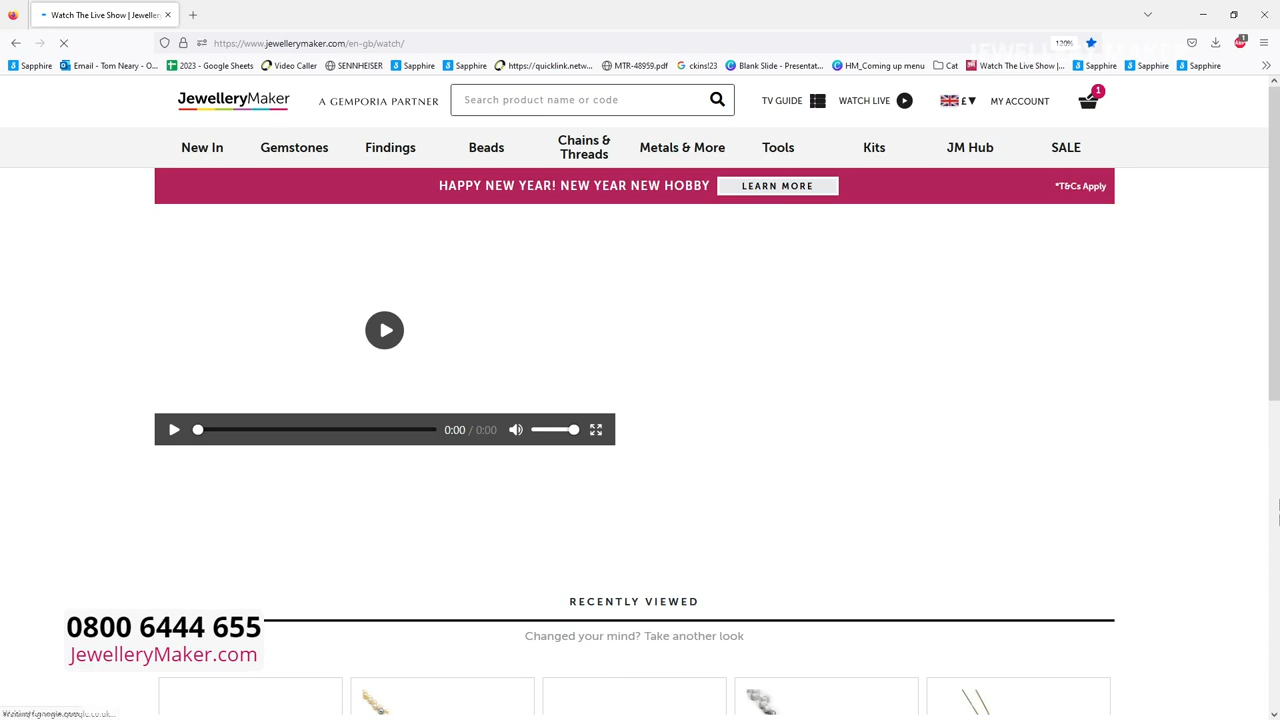 Watch The Live Show | Jeweller
https://www.jewellerymaker.com/en-gb/watch/
120%
1
JEWELLERY MAKER
Sapphire
Email - Tom Neary - O...
2023 - Google Sheets
Video Caller
SENNHEISER
Sapphire
Sapphire
https://quicklink.netw...
MTR-48959.pdf
ckins!23
Blank Slide - Presentat...
HM_Coming up menu
Cat
Watch The Live Show |...
Sapphire
Sapphire
Sapphire
JewelleryMaker
A GEMPORIA PARTNER
Search product name or code
TV GUIDE
WATCH LIVE
£
MY ACCOUNT
1
New In
Gemstones
Findings
Beads
Chains &
Threads
Metals & More
Tools
Kits
JM Hub
SALE
HAPPY NEW YEAR! NEW YEAR NEW HOBBY
LEARN MORE
*T&Cs Apply
0:00 / 0:00
RECENTLY VIEWED
Changed your mind? Take another look
0800 6444 655
JewelleryMaker.com